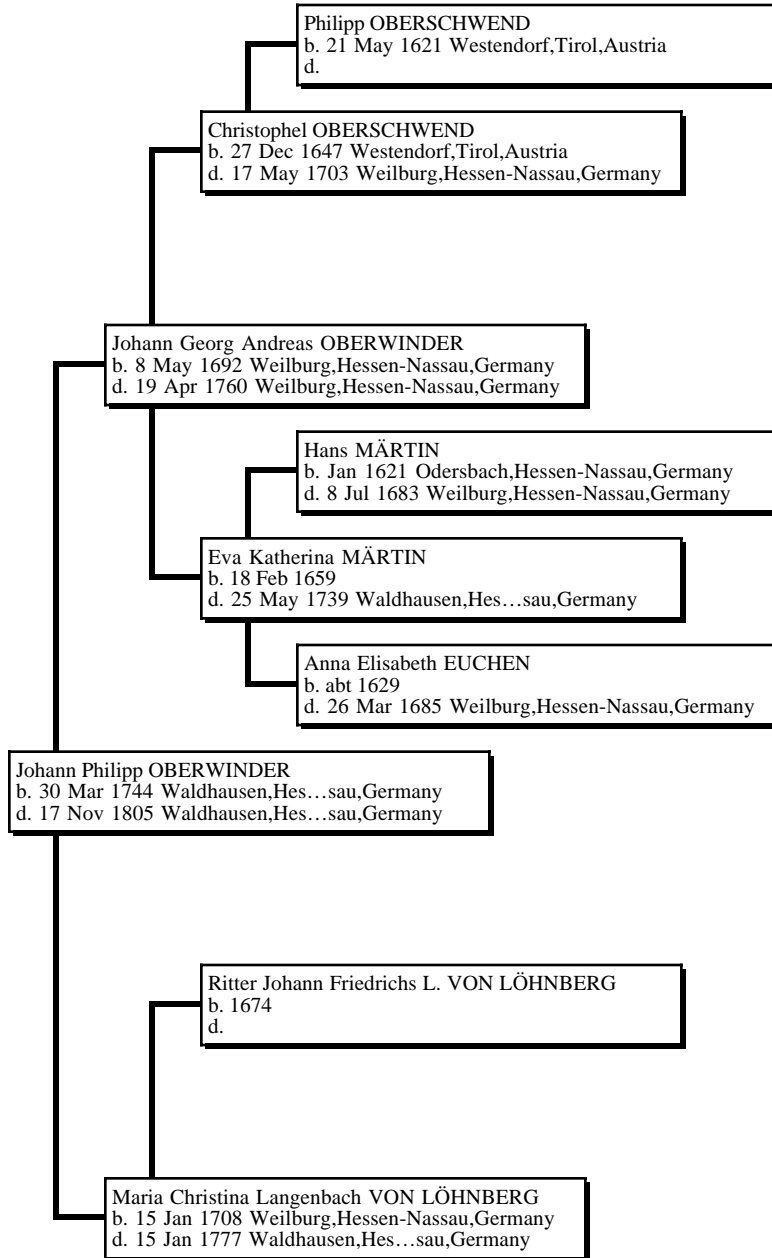 Philipp OBERSCHWEND
b. 21 May 1621 Westendorf,Tirol,Austria
d.
Christophel OBERSCHWEND
b. 27 Dec 1647 Westendorf,Tirol,Austria
d. 17 May 1703 Weilburg,Hessen-Nassau,Germany
Johann Georg Andreas OBERWINDER
b. 8 May 1692 Weilburg,Hessen-Nassau,Germany
d. 19 Apr 1760 Weilburg,Hessen-Nassau,Germany
Hans MÄRTIN
b. Jan 1621 Odersbach,Hessen-Nassau,Germany
d. 8 Jul 1683 Weilburg,Hessen-Nassau,Germany
Eva Katherina MÄRTIN
b. 18 Feb 1659
d. 25 May 1739 Waldhausen,Hes…sau,Germany
Anna Elisabeth EUCHEN
b. abt 1629
d. 26 Mar 1685 Weilburg,Hessen-Nassau,Germany
Johann Philipp OBERWINDER
b. 30 Mar 1744 Waldhausen,Hes…sau,Germany
d. 17 Nov 1805 Waldhausen,Hes…sau,Germany
Ritter Johann Friedrichs L. VON LÖHNBERG
b. 1674
d.
Maria Christina Langenbach VON LÖHNBERG
b. 15 Jan 1708 Weilburg,Hessen-Nassau,Germany
d. 15 Jan 1777 Waldhausen,Hes…sau,Germany